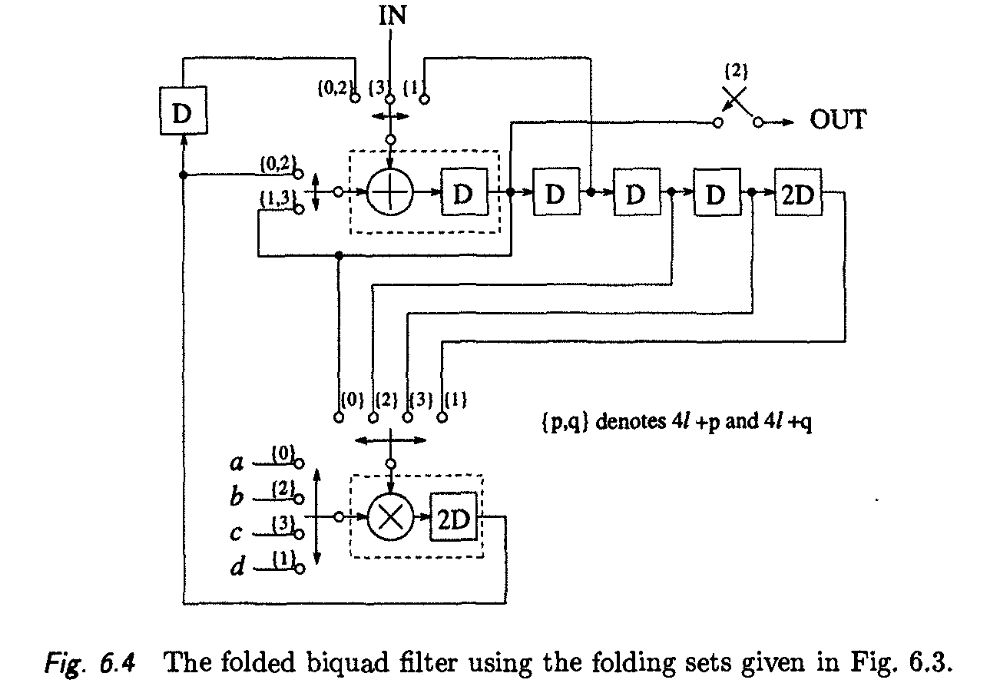 IN
{2}
{0,2} {3} {1}
OUT
D
{0,2}
{1,3}
D D D D 2D
{0} {2} {3} {1}
{p,q} denotes 4l +p and 4l +q
a {0}
b {2}
c {3}
d {1}
2D
Fig. 6.4 The folded biquad filter using the folding sets given in Fig. 6.3.